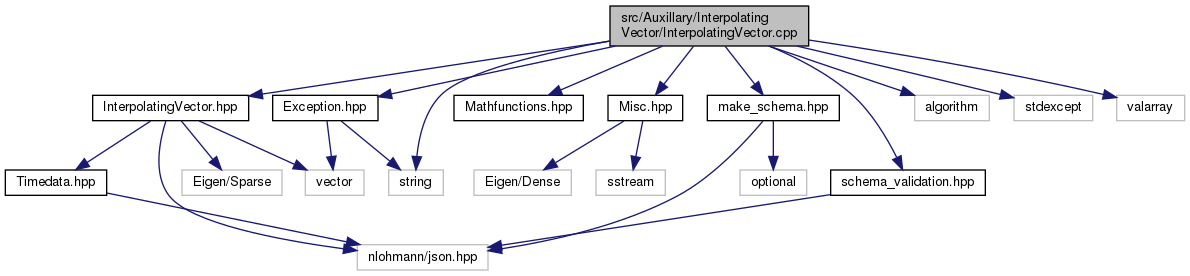 src/Auxillary/Interpolating
Vector/InterpolatingVector.cpp
InterpolatingVector.hpp
Exception.hpp
Mathfunctions.hpp
Misc.hpp
make_schema.hpp
algorithm
stdexcept
valarray
Timedata.hpp
Eigen/Sparse
vector
string
Eigen/Dense
sstream
optional
schema_validation.hpp
nlohmann/json.hpp